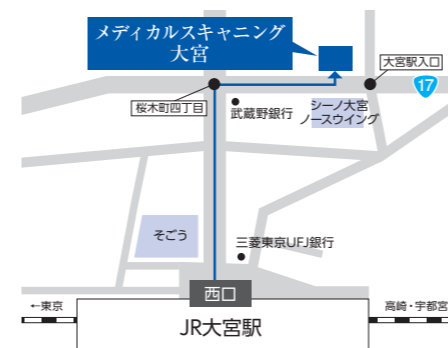 メディカルスキャニング
大宮
大宮駅入口
17
桜木町四丁目
武蔵野銀行
シーノ大宮
ノースウイング
そごう
三菱東京UFJ銀行
西口
←東京
高崎・宇都宮
JR大宮駅